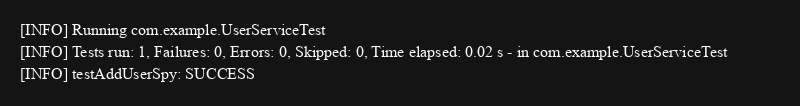 [INFO] Running com.example.UserServiceTest
[INFO] Tests run: 1, Failures: 0, Errors: 0, Skipped: 0, Time elapsed: 0.02 s - in com.example.UserServiceTest
[INFO] testAddUserSpy: SUCCESS